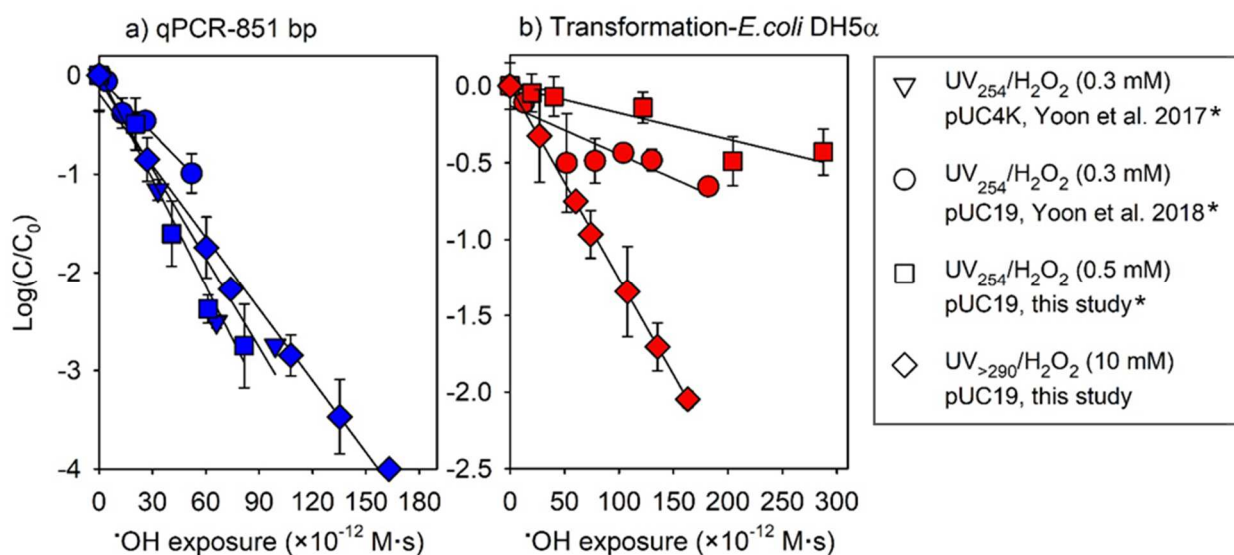 a) qPCR-851 bp
0
-1
-2
-3
-4
Log(C/C₀)
0 30 60 91 120 150 180
•OH exposure (×10⁻¹² M·s)
b) Transformation-E.coli DH5α
0.0
-0.5
-1.0
-1.5
-2.0
-2.5
0 50 100 150 200 250 300
•OH exposure (×10⁻¹² M·s)
UV₂₅₄/H₂O₂ (0.3 mM)
pUC4K, Yoon et al. 2017*
UV₂₅₄/H₂O₂ (0.3 mM)
pUC19, Yoon et al. 2018*
UV₂₅₄/H₂O₂ (0.5 mM)
pUC19, this study*
UV>₂₉₀/H₂O₂ (10 mM)
pUC19, this study